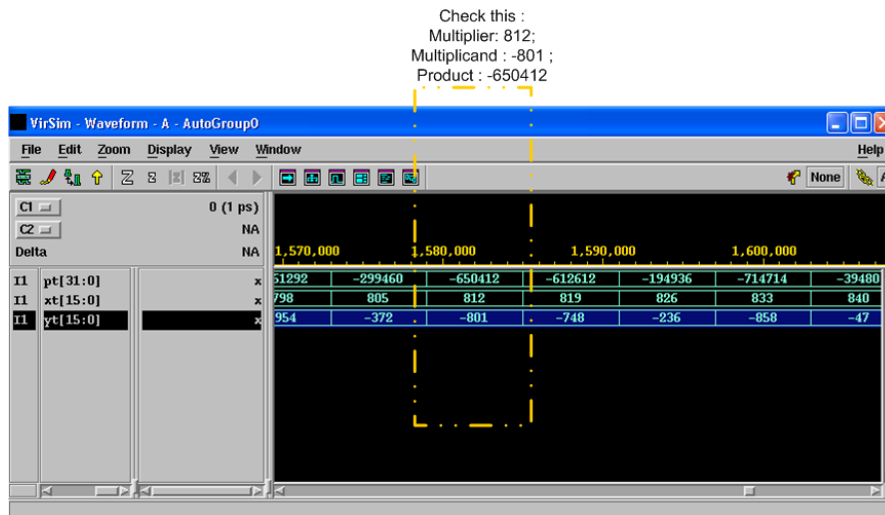 Check this :
Multiplier: 812;
Multiplicand : -801 ;
Product : -650412
VirSim - Waveform - A - AutoGroup0
File Edit Zoom Display View Window Help
None
C1 0 (1 ps)
C2 NA
Delta NA
1,570,000 1,580,000 1,590,000 1,600,000
I1 pt[31:0] x 51292 -299460 -650412 -612612 -194936 -714714 -39480
I1 xt[15:0] x 798 805 812 819 826 833 840
I1 yt[15:0] x 954 -372 -801 -748 -236 -858 -47